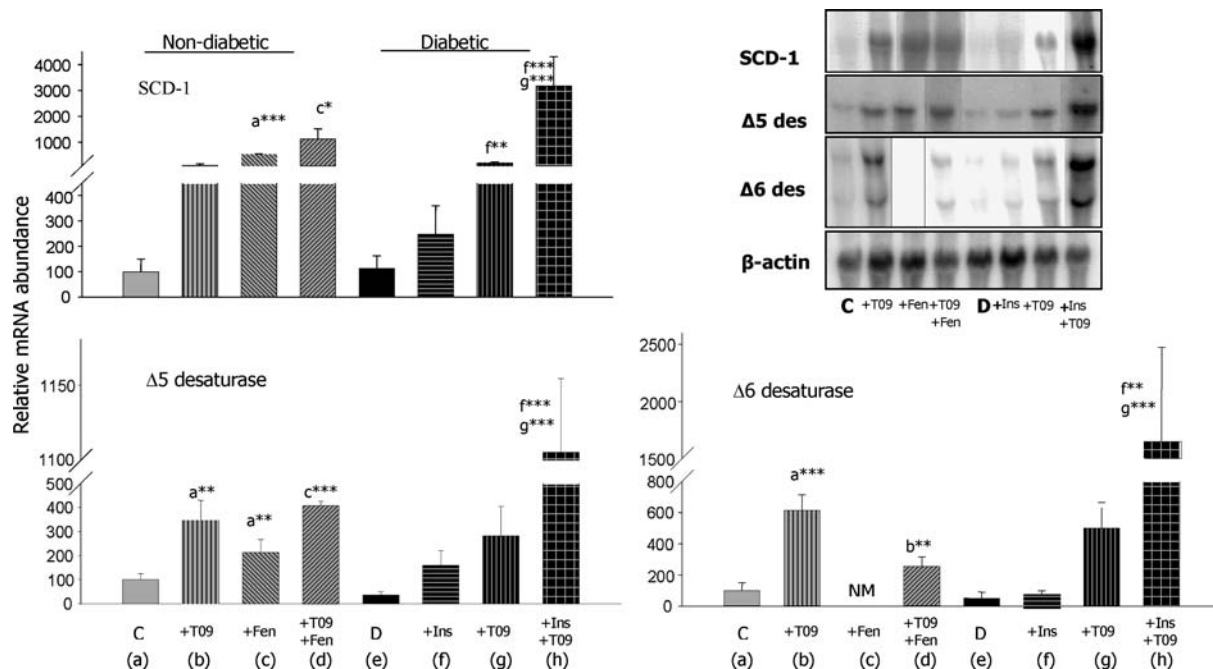 Non-diabetic
Diabetic
SCD-1
4000
3000
2000
1000
400
300
200
100
0
a***
c*
f**
f***
g***
Relative mRNA abundance
SCD-1
Δ5 des
Δ6 des
β-actin
C +T09 +Fen +T09 D +Ins +T09 +Ins
+Fen +T09
Δ5 desaturase
1150
1100
500
400
300
200
100
0
a**
a**
c***
f***
g***
C +T09 +Fen +T09 D +Ins +T09 +Ins
+Fen +T09
(a) (b) (c) (d) (e) (f) (g) (h)
Δ6 desaturase
2500
2000
1500
800
600
400
200
0
a***
NM
b**
f**
g***
C +T09 +Fen +T09 D +Ins +T09 +Ins
+Fen +T09
(a) (b) (c) (d) (e) (f) (g) (h)